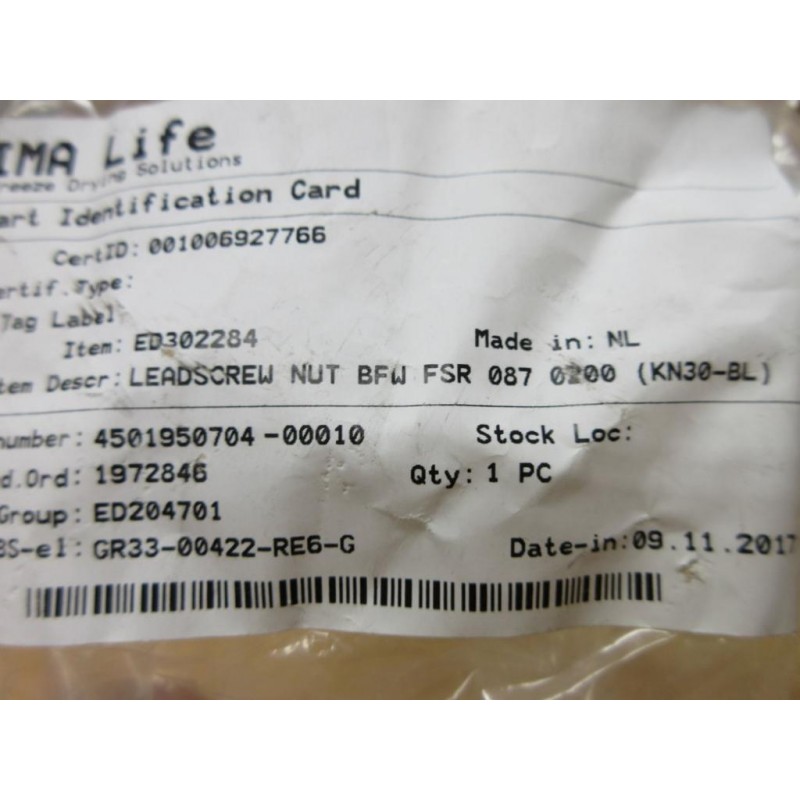 IMA Life
reeze Drying Solutions
art Identification Card
CertID: 001006927766
ertif.Type:
Tag Label
Item: ED302284 Made in: NL
tem Descr: LEADSCREW NUT BFW FSR 087 0200 (KN30-BL)
number: 4501950704-00010 Stock Loc:
d.Ord: 1972846 Qty: 1 PC
Group: ED204701
BS-el: GR33-00422-RE6-G Date-in: 09.11.2017